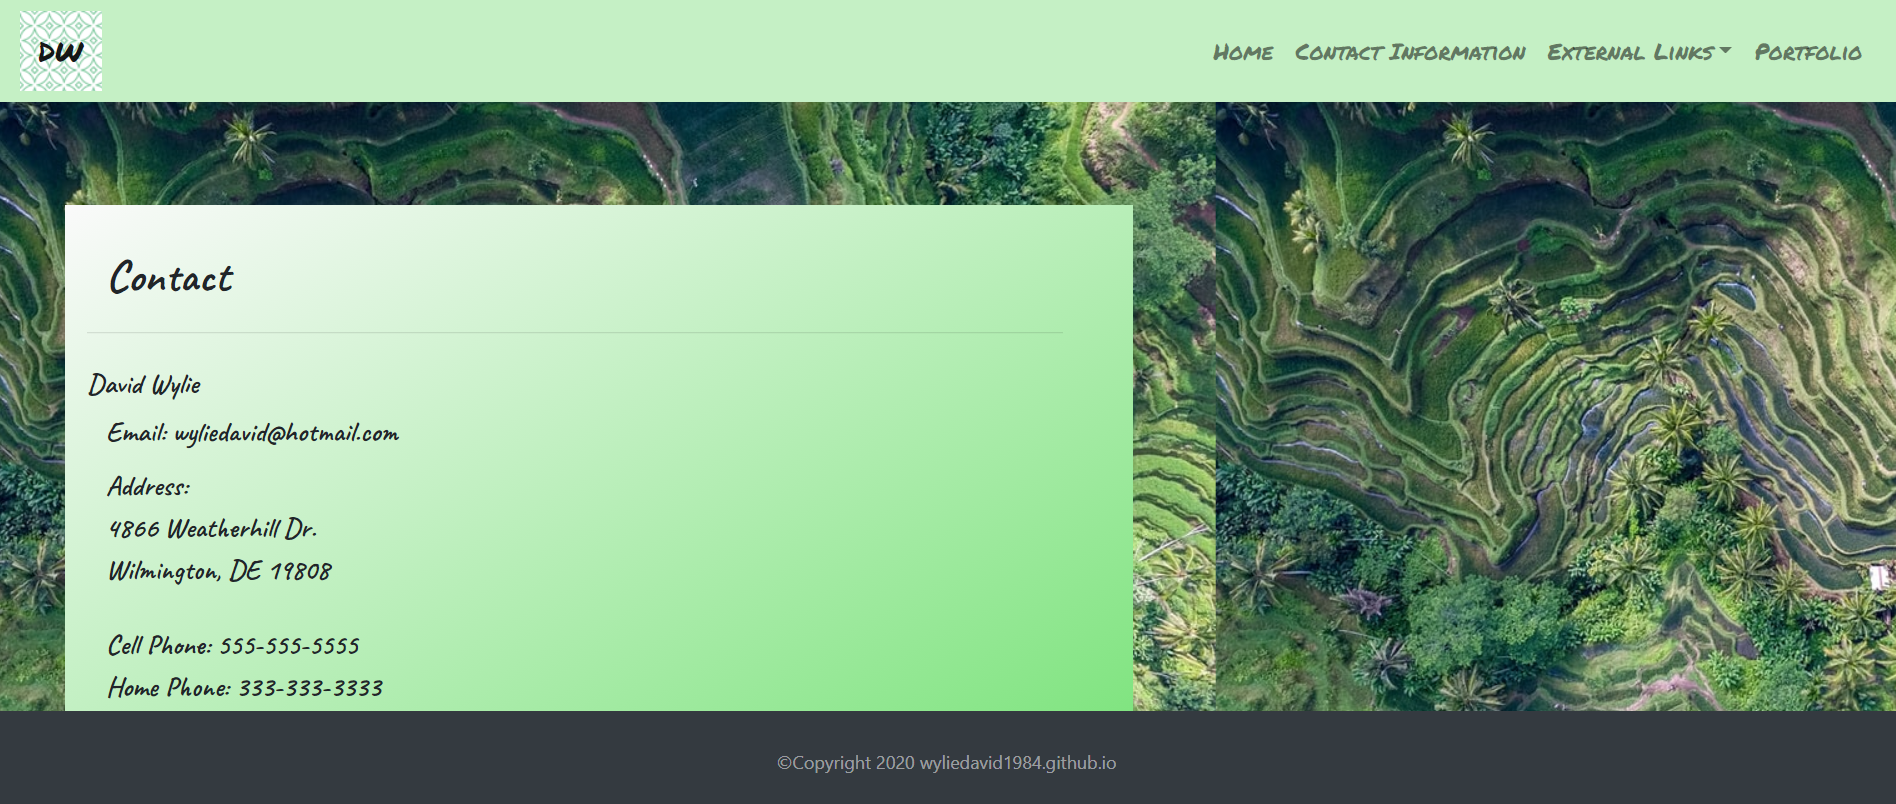 DW
Home Contact Information External Links Portfolio
Contact
David Wylie
Email: wyliedavid@hotmail.com
Address:
4866 Weatherhill Dr.
Wilmington, DE 19808
Cell Phone: 555-555-5555
Home Phone: 333-333-3333
©Copyright 2020 wyliedavid1984.github.io